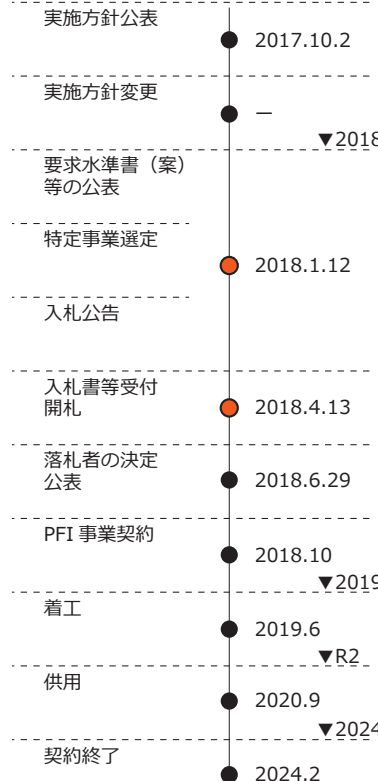 実施方針公表
2017.10.2
実施方針変更
—
▼2018
要求水準書（案）
等の公表
特定事業選定
2018.1.12
入札公告
入札書等受付
開札
2018.4.13
落札者の決定
公表
2018.6.29
PFI 事業契約
2018.10
▼2019
着工
2019.6
▼R2
供用
2020.9
▼2024
契約終了
2024.2